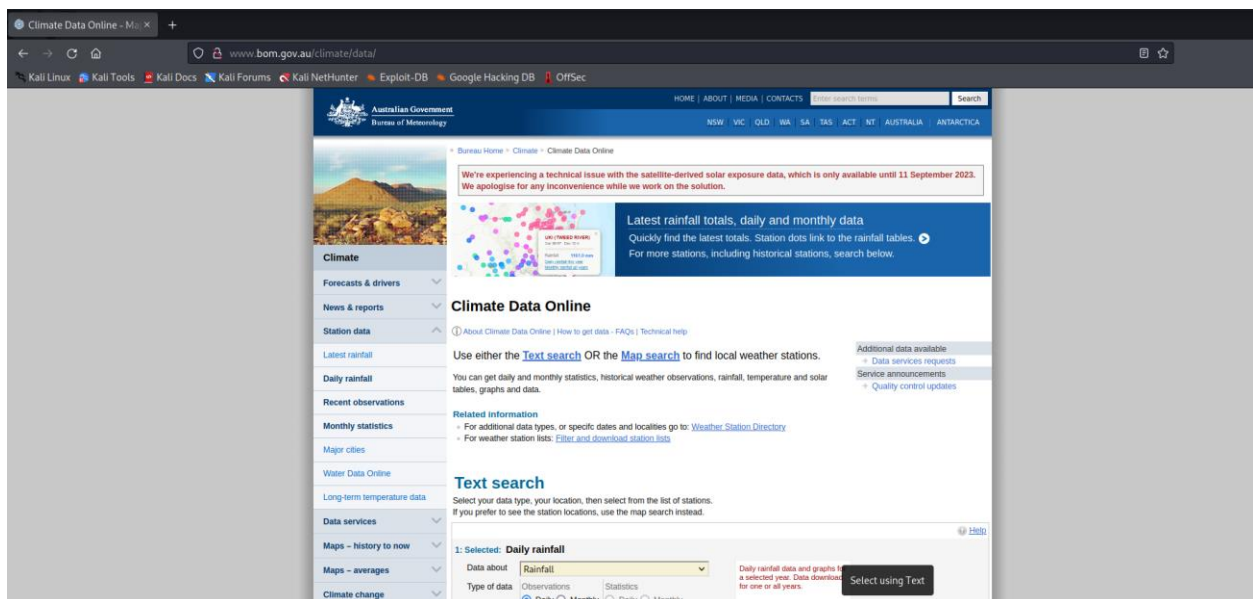 Climate Data Online - Ma
www.bom.gov.au/climate/data/
Kali Linux Kali Tools Kali Docs Kali Forums Kali NetHunter Exploit-DB Google Hacking DB OffSec
HOME | ABOUT | MEDIA | CONTACTS Enter search terms Search
Australian Government
Bureau of Meteorology
NSW VIC QLD WA SA TAS ACT NT AUSTRALIA ANTARCTICA
Bureau Home > Climate > Climate Data Online
We're experiencing a technical issue with the satellite-derived solar exposure data, which is only available until 11 September 2023.
We apologise for any inconvenience while we work on the solution.
UKI (TWEED RIVER)
Latest rainfall totals, daily and monthly data
Quickly find the latest totals. Station dots link to the rainfall tables.
For more stations, including historical stations, search below.
Climate
Forecasts & drivers
News & reports
Station data
Latest rainfall
Daily rainfall
Recent observations
Monthly statistics
Major cities
Water Data Online
Long-term temperature data
Data services
Maps – history to now
Maps – averages
Climate change
Climate Data Online
About Climate Data Online | How to get data - FAQs | Technical help
Use either the Text search OR the Map search to find local weather stations.
You can get daily and monthly statistics, historical weather observations, rainfall, temperature and solar
tables, graphs and data.
Additional data available
Data services requests
Service announcements
Quality control updates
Related information
For additional data types, or specifc dates and localities go to: Weather Station Directory
For weather station lists: Filter and download station lists
Text search
Select your data type, your location, then select from the list of stations.
If you prefer to see the station locations, use the map search instead.
Help
1: Selected: Daily rainfall
Data about Rainfall
Type of data Observations Statistics
Daily Monthly Daily Monthly
Daily rainfall data and graphs for
a selected year. Data download
for one or all years.
Select using Text